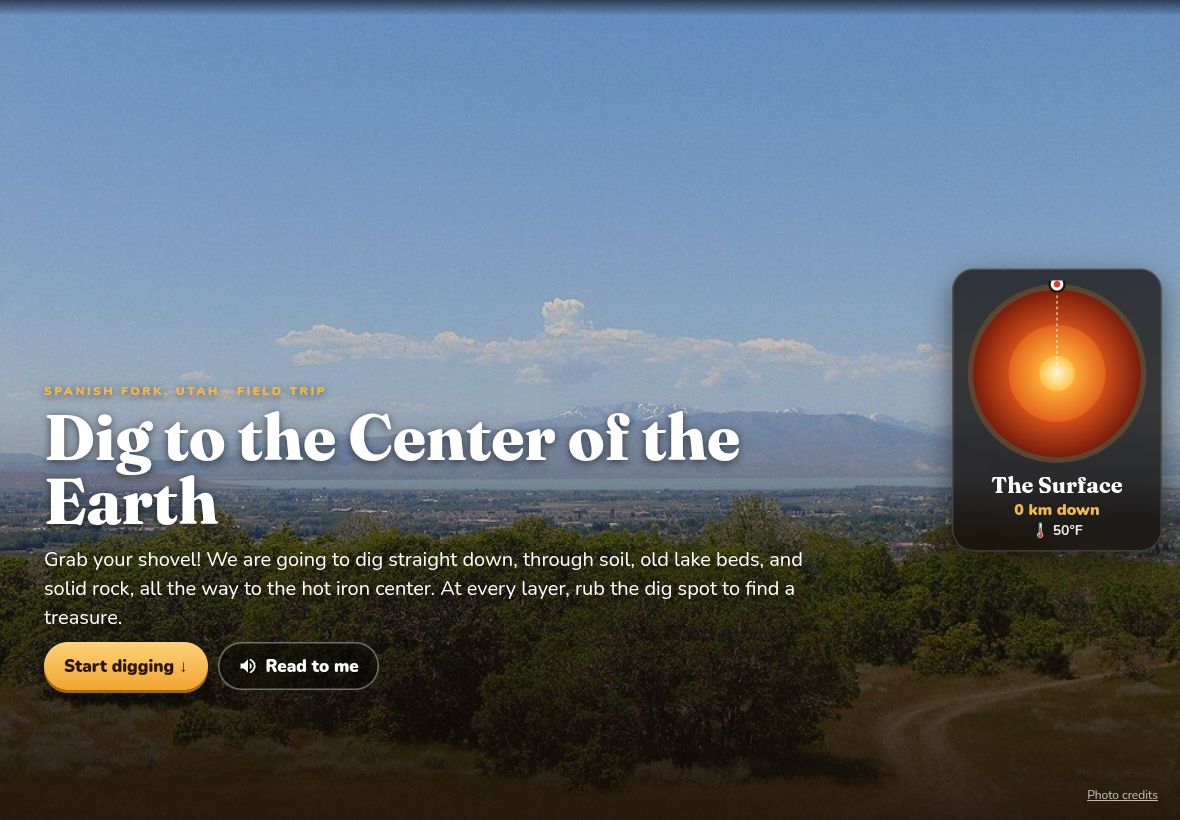 SPANISH FORK, UTAH · FIELD TRIP
Dig to the Center of the
Earth
Grab your shovel! We are going to dig straight down, through soil, old lake beds, and
solid rock, all the way to the hot iron center. At every layer, rub the dig spot to find a
treasure.
Start digging ↓
Read to me
The Surface
0 km down
50°F
Photo credits